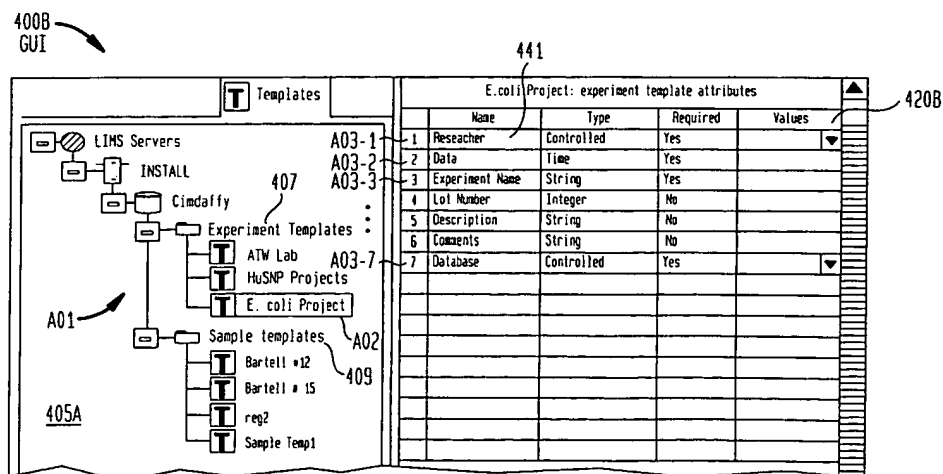 400B
GUI
441
T Templates
E.coli Project: experiment template attributes
420B
Name Type Required Values
LIMS Servers
INSTALL
Cimdaffy
407
Experiment Templates
T ATW Lab
T HuSNP Projects
T E. coli Project
A01
A02
Sample templates
409
T Bartell #12
T Bartell # 15
T reg2
T Sample Temp1
405A
A03-1 1 Reseacher Controlled Yes
A03-2 2 Data Time Yes
A03-3 3 Experiment Name String Yes
4 Lot Number Integer No
5 Description String No
6 Comments String No
A03-7 7 Database Controlled Yes